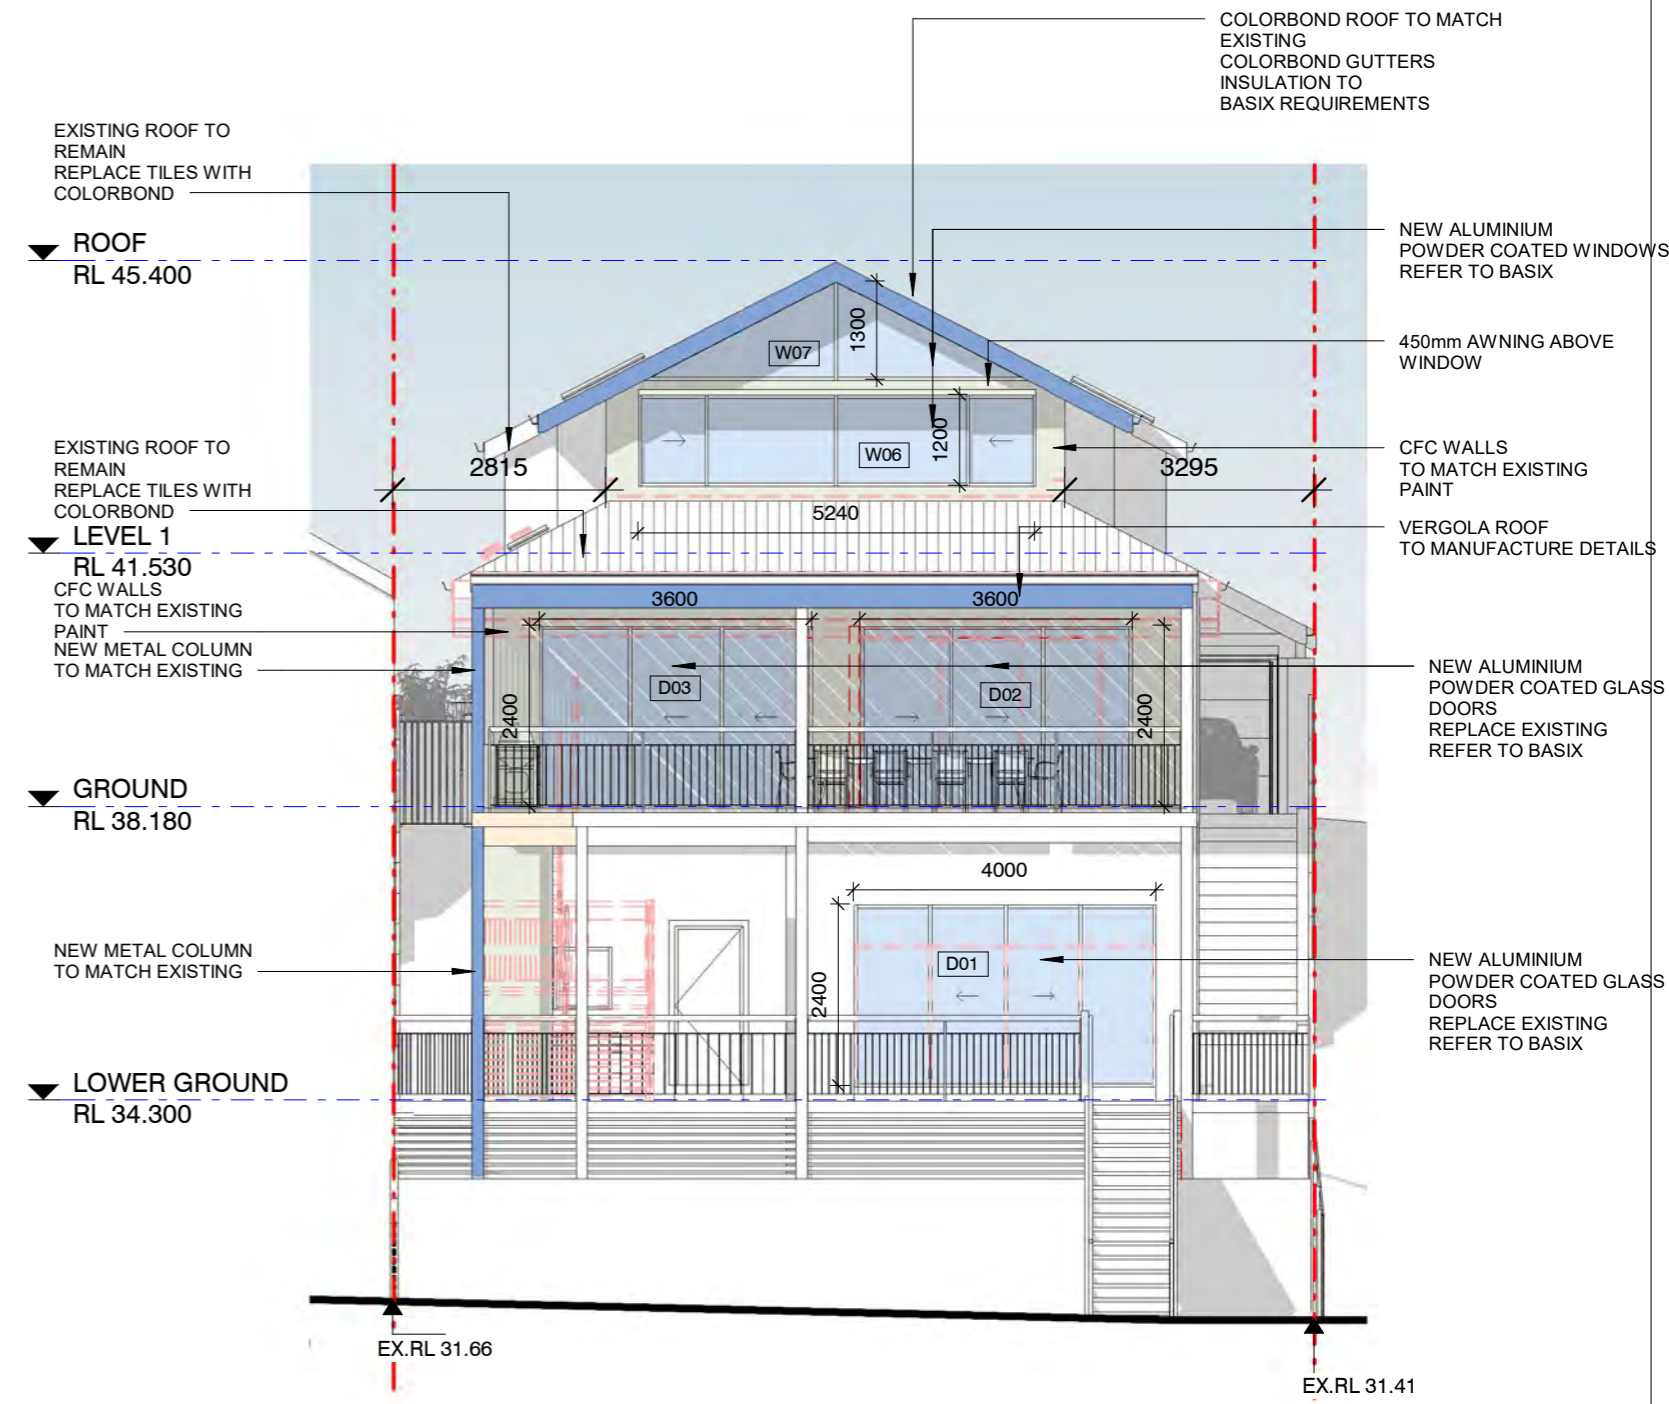 COLORBOND ROOF TO MATCH
EXISTING
COLORBOND GUTTERS
INSULATION TO
BASIX REQUIREMENTS
EXISTING ROOF TO
REMAIN
REPLACE TILES WITH
COLORBOND
ROOF
RL 45.400
NEW ALUMINIUM
POWDER COATED WINDOWS
REFER TO BASIX
1300
W07
450mm AWNING ABOVE
WINDOW
EXISTING ROOF TO
REMAIN
REPLACE TILES WITH
COLORBOND
2815
W06
1200
3295
CFC WALLS
TO MATCH EXISTING
PAINT
5240
LEVEL 1
RL 41.530
VERGOLA ROOF
TO MANUFACTURE DETAILS
CFC WALLS
TO MATCH EXISTING
PAINT
NEW METAL COLUMN
TO MATCH EXISTING
3600
3600
D03
D02
2400
2400
NEW ALUMINIUM
POWDER COATED GLASS
DOORS
REPLACE EXISTING
REFER TO BASIX
GROUND
RL 38.180
4000
NEW METAL COLUMN
TO MATCH EXISTING
D01
2400
NEW ALUMINIUM
POWDER COATED GLASS
DOORS
REPLACE EXISTING
REFER TO BASIX
LOWER GROUND
RL 34.300
EX.RL 31.66
EX.RL 31.41